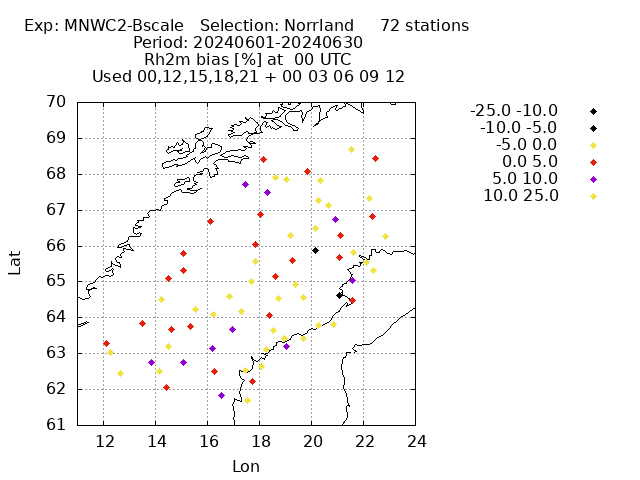 Exp: MNWC2-Bscale   Selection: Norrland     72 stations
Period: 20240601-20240630
Rh2m bias [%] at  00 UTC
Used 00,12,15,18,21 + 00 03 06 09 12
-25.0 -10.0
-10.0 -5.0
-5.0 0.0
0.0 5.0
5.0 10.0
10.0 25.0
70
69
68
67
66
65
64
63
62
61
Lat
12 14 16 18 20 22 24
Lon